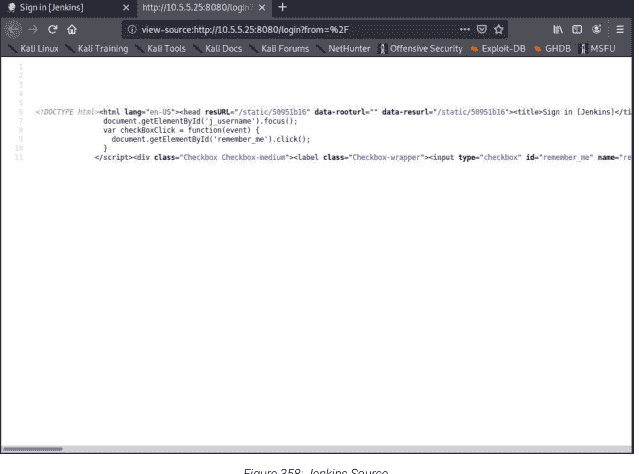 Sign in [Jenkins]
http://10.5.5.25:8080/login?
view-source:http://10.5.5.25:8080/login?from=%2F
Kali Linux Kali Training Kali Tools Kali Docs Kali Forums NetHunter Offensive Security Exploit-DB GHDB MSFU
1
2
3
4
5
6 <!DOCTYPE html><html lang="en-US"><head resURL="/static/50951b16" data-rooturl="" data-resurl="/static/50951b16"><title>Sign in [Jenkins]</ti
7 document.getElementById('j_username').focus();
8 var checkBoxClick = function(event) {
9 document.getElementById('remember_me').click();
10 }
11 </script><div class="Checkbox Checkbox-medium"><label class="Checkbox-wrapper"><input type="checkbox" id="remember_me" name="re
Figure 358: Jenkins Source